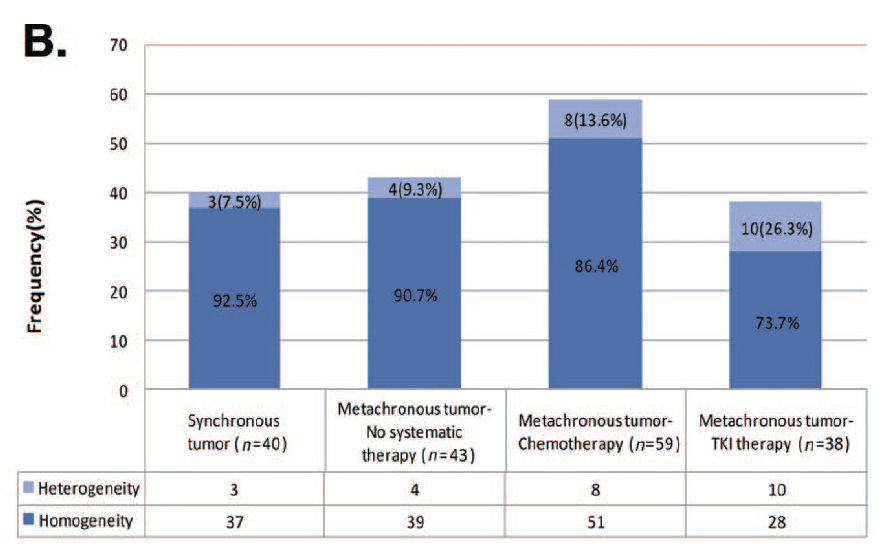 B.
70
60
50
40
30
20
10
0
Frequency(%)
3(7.5%)
92.5%
4(9.3%)
90.7%
8(13.6%)
86.4%
10(26.3%)
73.7%
Synchronous
tumor (n=40)
Metachronous tumor-
No systematic
therapy (n=43)
Metachronous tumor-
Chemotherapy (n=59)
Metachronous tumor-
TKI therapy (n=38)
Heterogeneity 3 4 8 10
Homogeneity 37 39 51 28